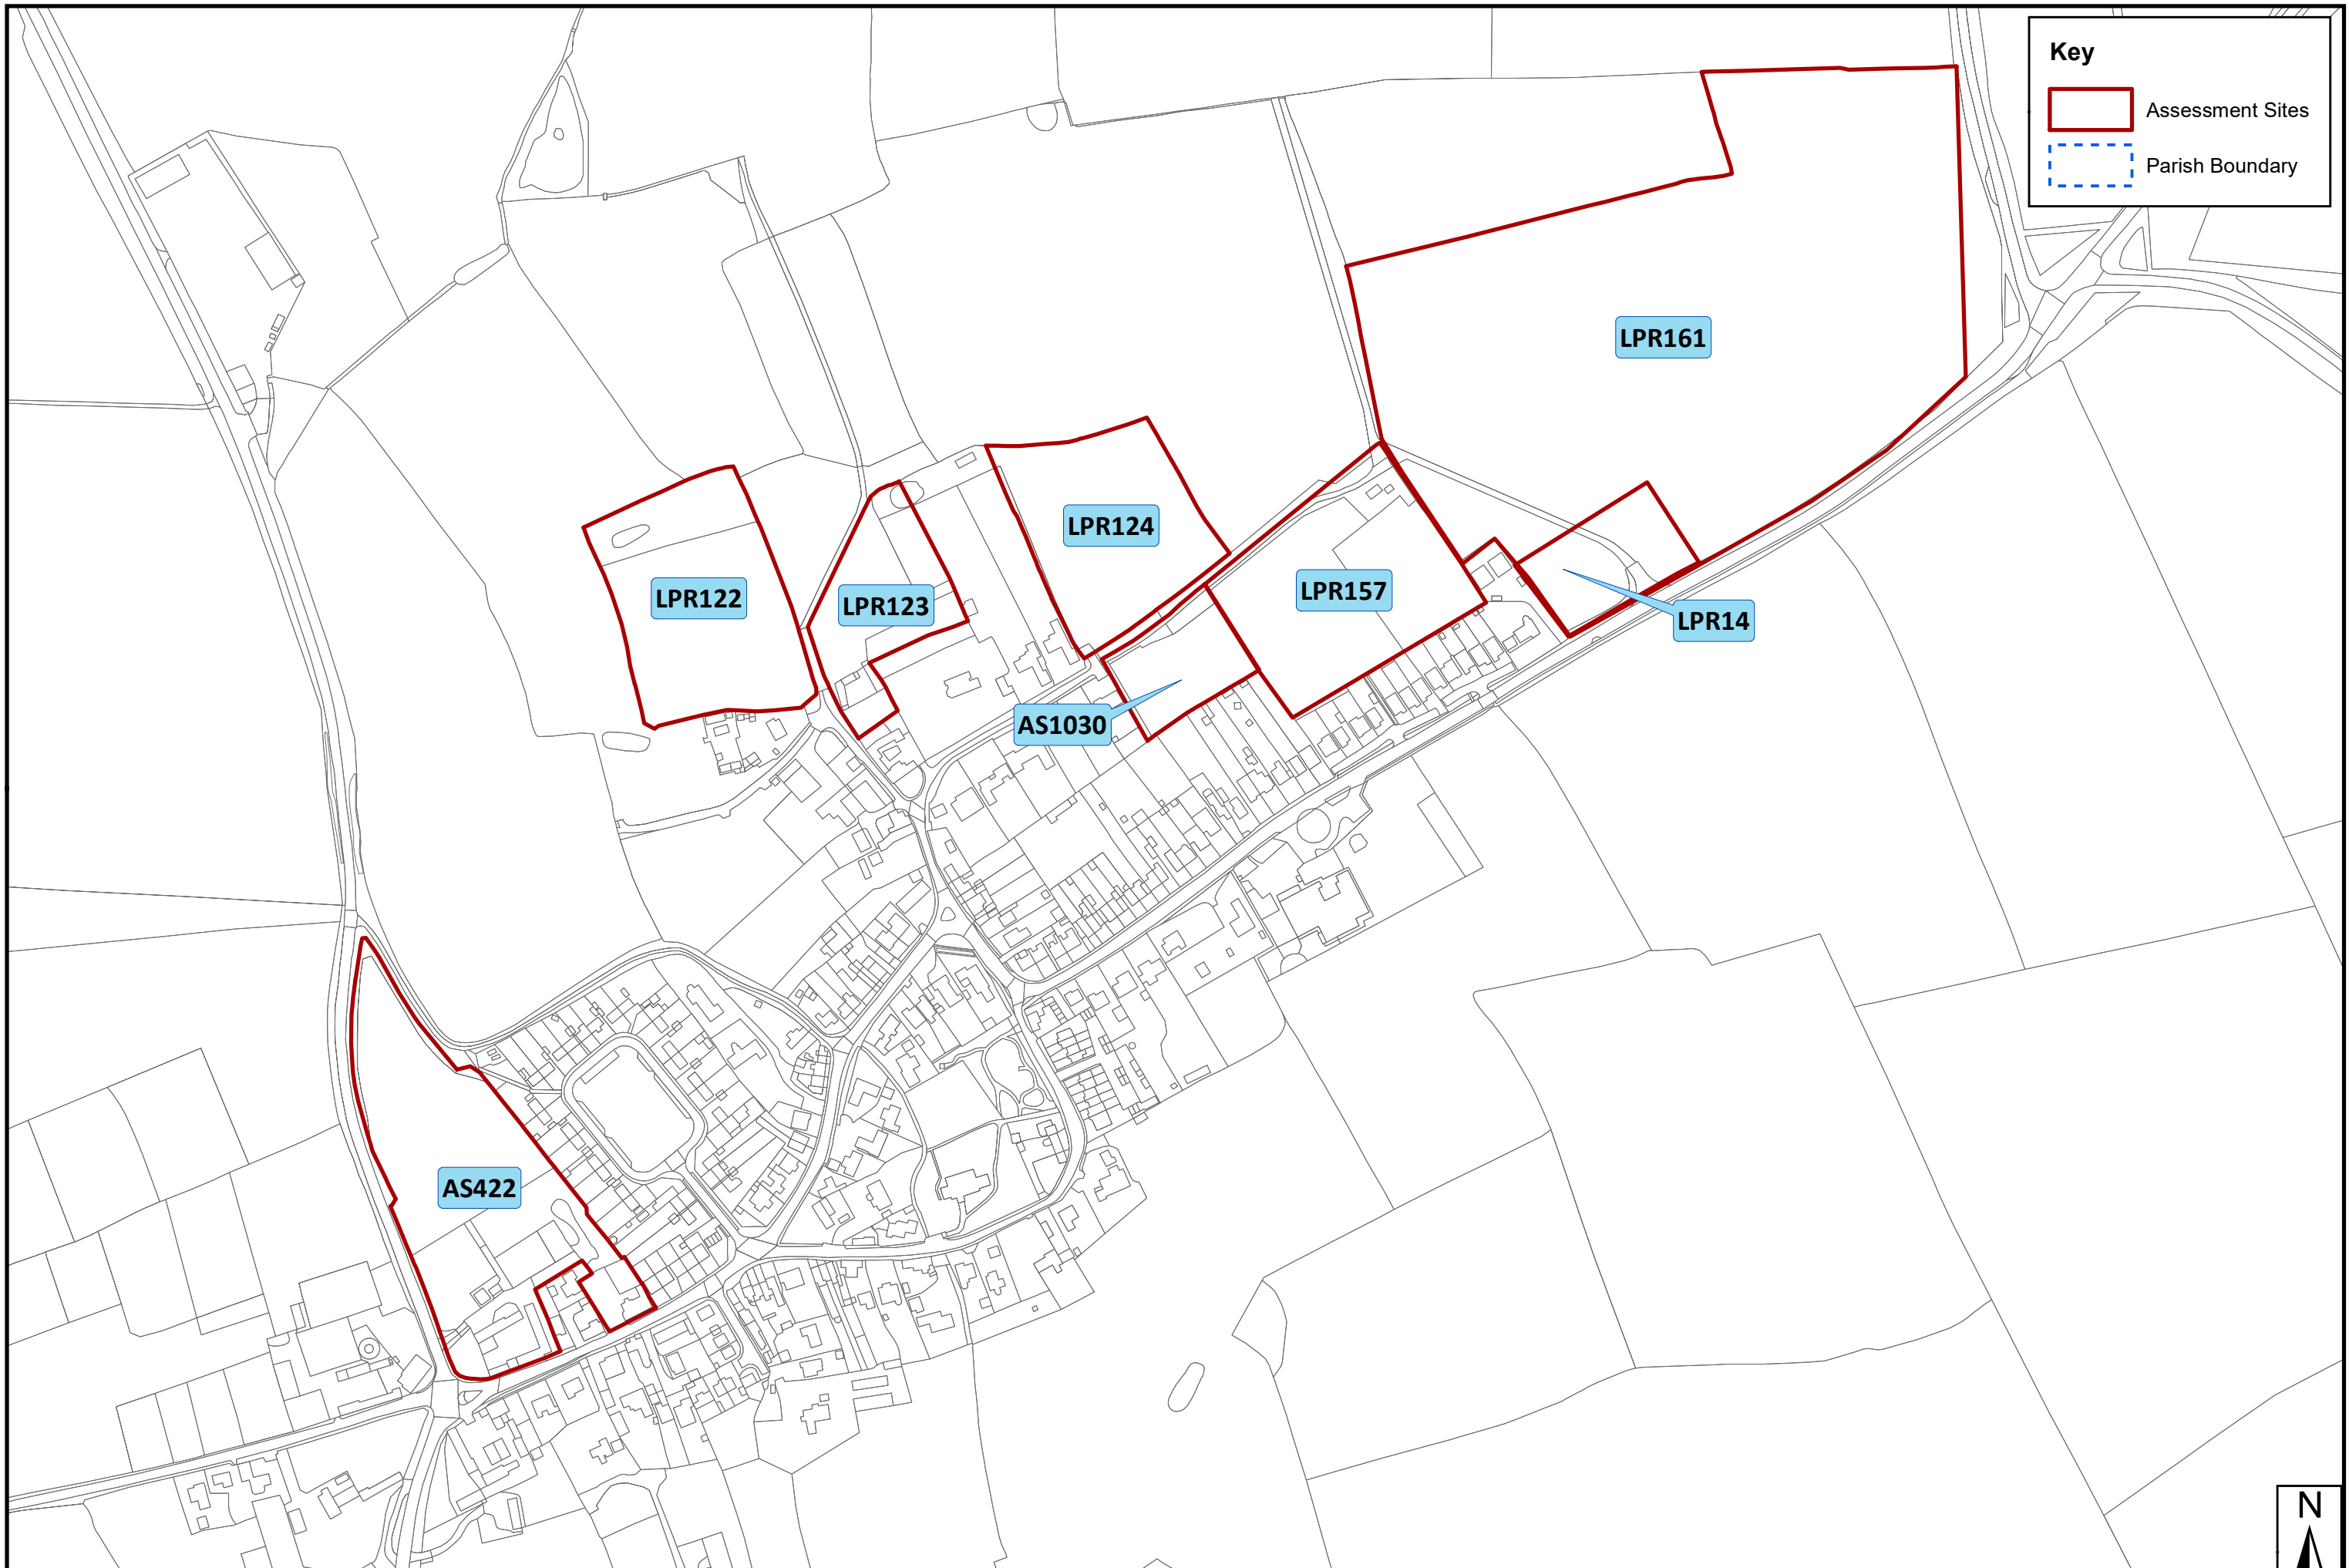 Key
Assessment Sites
Parish Boundary
LPR161
LPR124
LPR122
LPR123
LPR157
LPR14
AS1030
AS422
N